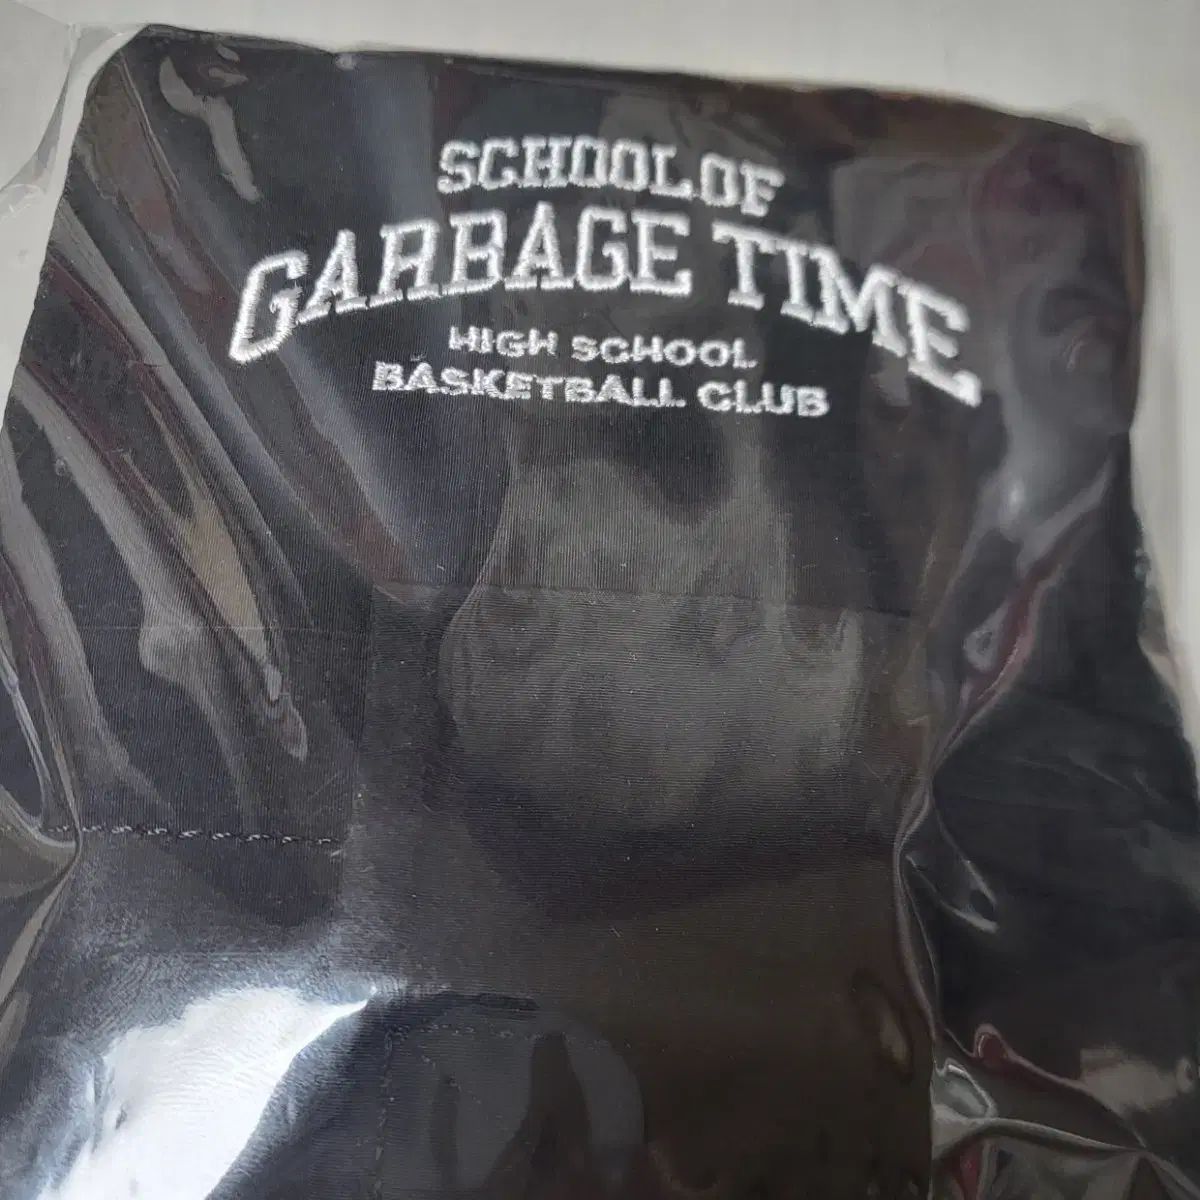 SCHOOL OF
GARBAGE TIME
HIGH SCHOOL
BASKETBALL CLUB